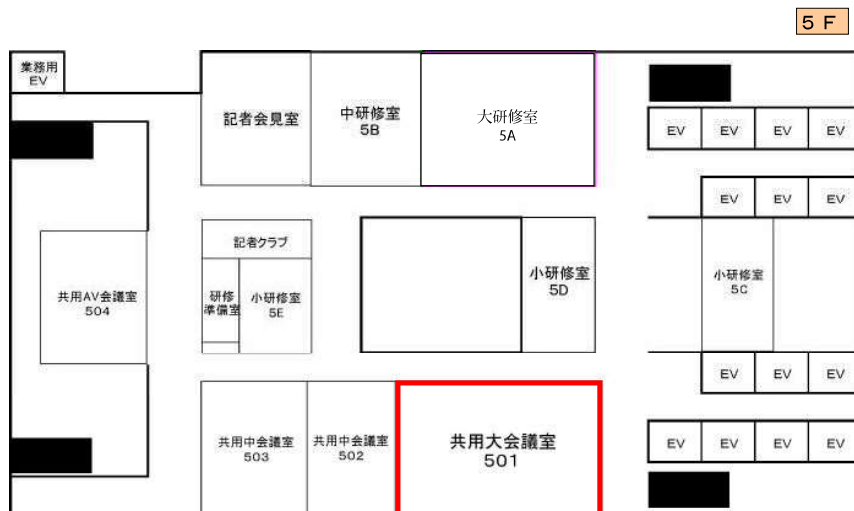 5 F
業務用
EV
記者会見室
中研修室
5B
大研修室
5A
EV
EV
EV
EV
EV
EV
EV
記者クラブ
研修
準備室
小研修室
5E
小研修室
5D
小研修室
5C
共用AV会議室
504
EV
EV
EV
共用中会議室
503
共用中会議室
502
共用大会議室
501
EV
EV
EV
EV